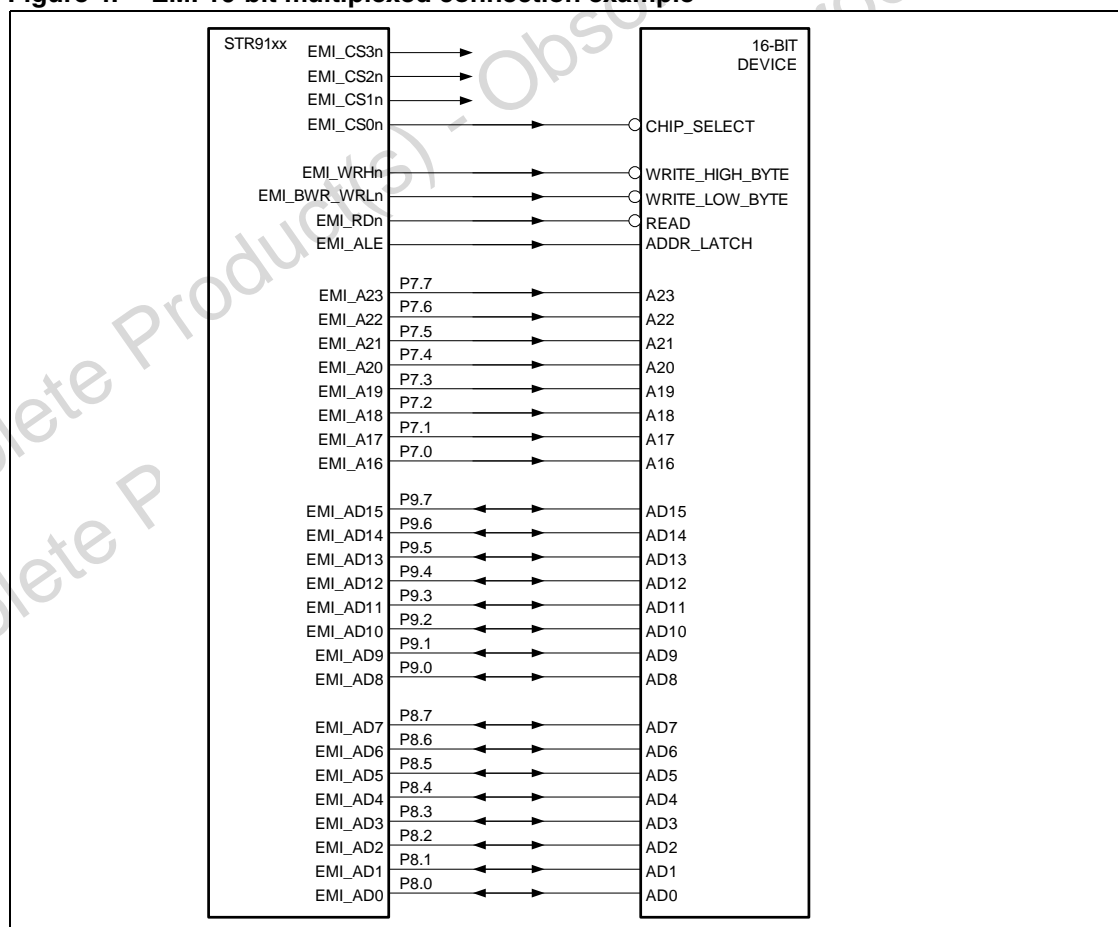 Figure 4. EMI 16-bit multiplexed connection example
STR91xx
16-BIT
DEVICE
EMI_CS3n
EMI_CS2n
EMI_CS1n
EMI_CS0n CHIP_SELECT
EMI_WRHn WRITE_HIGH_BYTE
EMI_BWR_WRLn WRITE_LOW_BYTE
EMI_RDn READ
EMI_ALE ADDR_LATCH
EMI_A23 P7.7 A23
EMI_A22 P7.6 A22
EMI_A21 P7.5 A21
EMI_A20 P7.4 A20
EMI_A19 P7.3 A19
EMI_A18 P7.2 A18
EMI_A17 P7.1 A17
EMI_A16 P7.0 A16
EMI_AD15 P9.7 AD15
EMI_AD14 P9.6 AD14
EMI_AD13 P9.5 AD13
EMI_AD12 P9.4 AD12
EMI_AD11 P9.3 AD11
EMI_AD10 P9.2 AD10
EMI_AD9 P9.1 AD9
EMI_AD8 P9.0 AD8
EMI_AD7 P8.7 AD7
EMI_AD6 P8.6 AD6
EMI_AD5 P8.5 AD5
EMI_AD4 P8.4 AD4
EMI_AD3 P8.3 AD3
EMI_AD2 P8.2 AD2
EMI_AD1 P8.1 AD1
EMI_AD0 P8.0 AD0
lete Product(s) - Obso
lete P